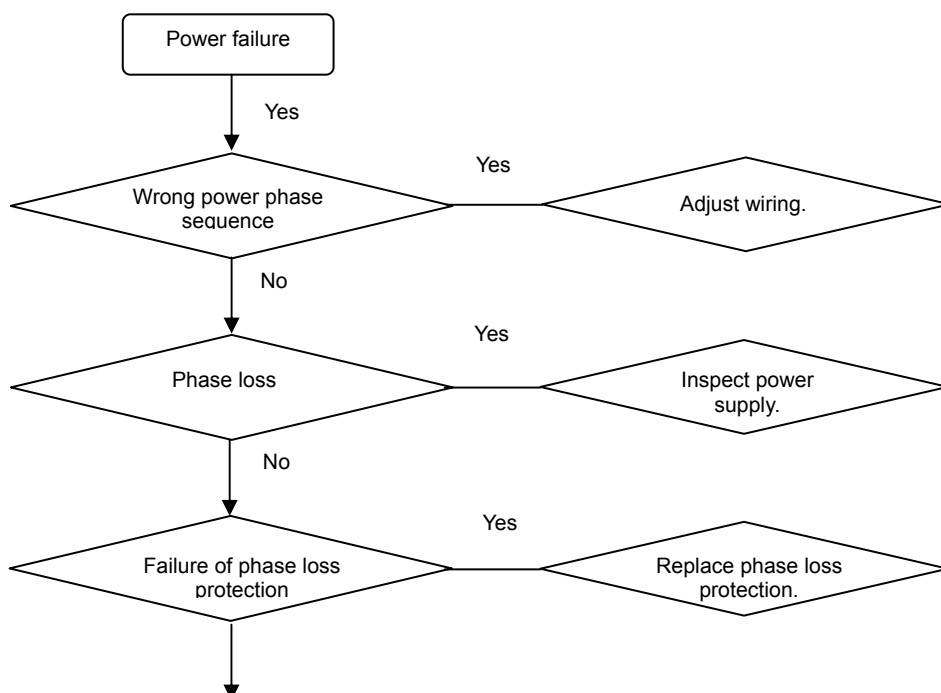 Power failure
Yes
Yes
Wrong power phase
sequence
Adjust wiring.
No
Yes
Phase loss
Inspect power
supply.
No
Yes
Failure of phase loss
protection
Replace phase loss
protection.